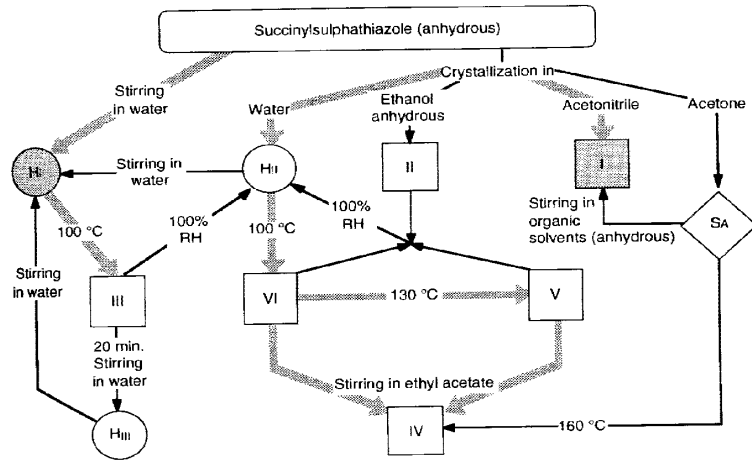 Succinylsulphathiazole (anhydrous)
Stirring
in water
Crystallization in
Water
Ethanol
anhydrous
Acetonitrile
Acetone
HI
Stirring in
water
HII
II
I
100 °C
100%
RH
100 °C
100%
RH
Stirring in
organic
solvents (anhydrous)
SA
Stirring
in water
III
VI
130 °C
V
20 min.
Stirring
in water
Stirring in ethyl acetate
HIII
IV
160 °C